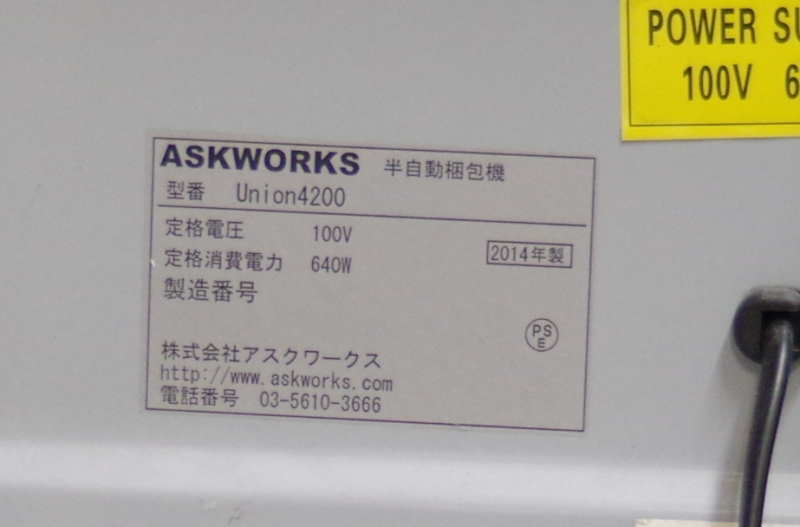 POWER SU
100V 6
ASKWORKS 半自動梱包機
型番 Union4200
定格電圧 100V
定格消費電力 640W
2014年製
製造番号
PS
E
株式会社アスクワークス
http://www.askworks.com
電話番号 03-5610-3666